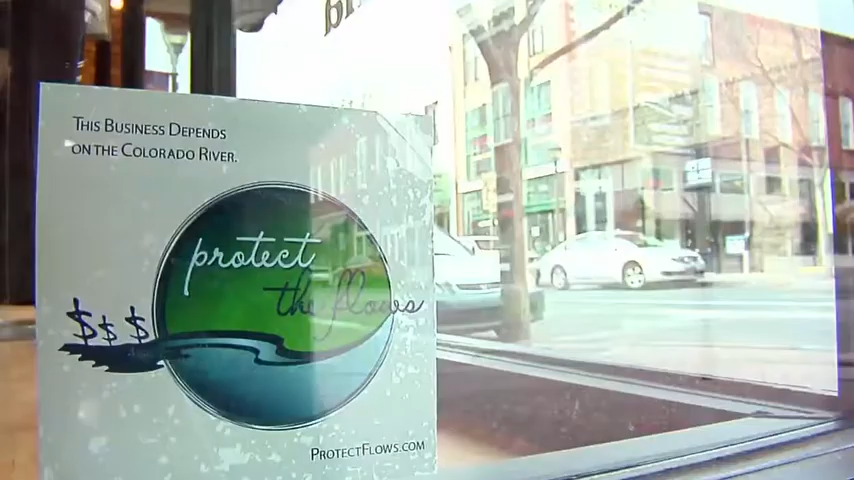 This Business Depends
on the Colorado River.
protect
the flows
$$$
ProtectFlows.com